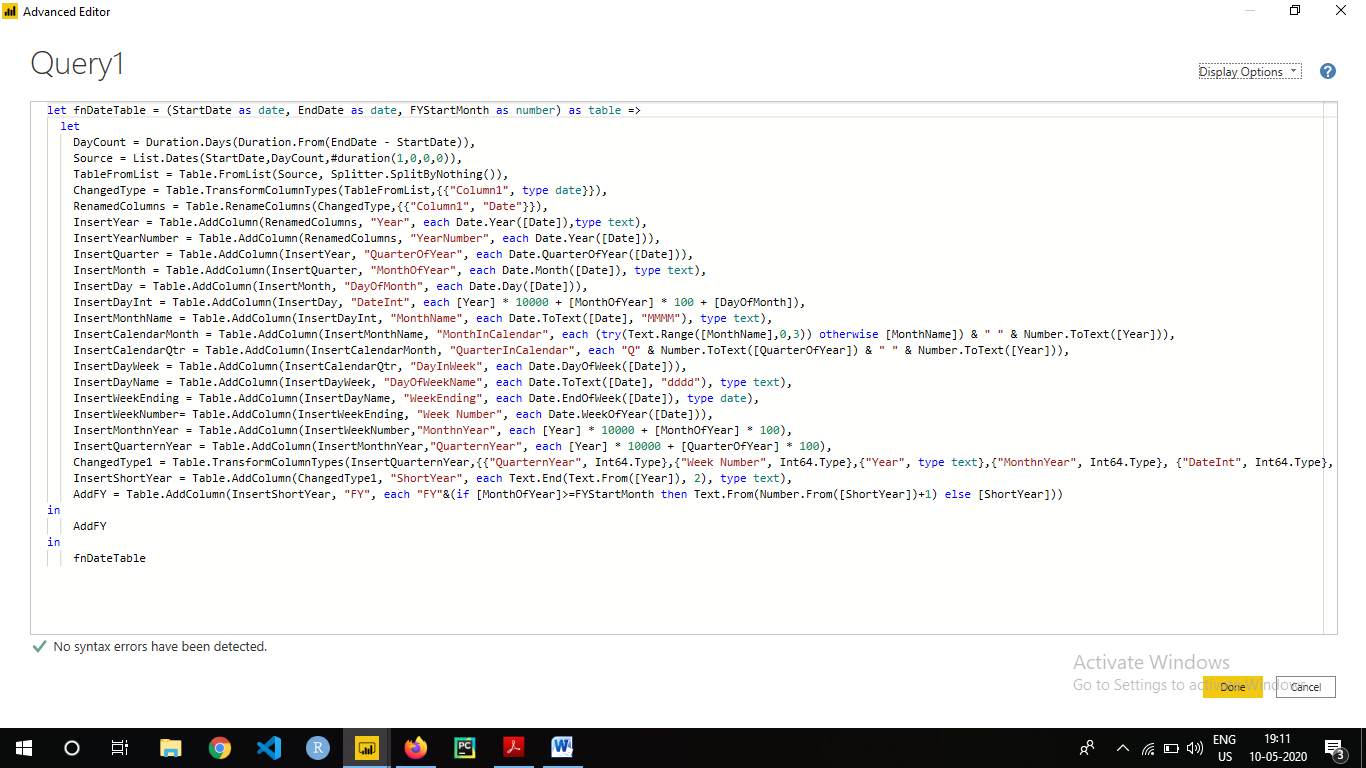 Advanced Editor
Query1
Display Options
?
let fnDateTable = (StartDate as date, EndDate as date, FYStartMonth as number) as table =>
let
DayCount = Duration.Days(Duration.From(EndDate - StartDate)),
Source = List.Dates(StartDate,DayCount,#duration(1,0,0,0)),
TableFromList = Table.FromList(Source, Splitter.SplitByNothing()),
ChangedType = Table.TransformColumnTypes(TableFromList,{{"Column1", type date}}),
RenamedColumns = Table.RenameColumns(ChangedType,{{"Column1", "Date"}}),
InsertYear = Table.AddColumn(RenamedColumns, "Year", each Date.Year([Date]),type text),
InsertYearNumber = Table.AddColumn(RenamedColumns, "YearNumber", each Date.Year([Date])),
InsertQuarter = Table.AddColumn(InsertYear, "QuarterOfYear", each Date.QuarterOfYear([Date])),
InsertMonth = Table.AddColumn(InsertQuarter, "MonthOfYear", each Date.Month([Date]), type text),
InsertDay = Table.AddColumn(InsertMonth, "DayOfMonth", each Date.Day([Date])),
InsertDayInt = Table.AddColumn(InsertDay, "DateInt", each [Year] * 10000 + [MonthOfYear] * 100 + [DayOfMonth]),
InsertMonthName = Table.AddColumn(InsertDayInt, "MonthName", each Date.ToText([Date], "MMMM"), type text),
InsertCalendarMonth = Table.AddColumn(InsertMonthName, "MonthInCalendar", each (try(Text.Range([MonthName],0,3)) otherwise [MonthName]) & " " & Number.ToText([Year])),
InsertCalendarQtr = Table.AddColumn(InsertCalendarMonth, "QuarterInCalendar", each "Q" & Number.ToText([QuarterOfYear]) & " " & Number.ToText([Year])),
InsertDayWeek = Table.AddColumn(InsertCalendarQtr, "DayInWeek", each Date.DayOfWeek([Date])),
InsertDayName = Table.AddColumn(InsertDayWeek, "DayOfWeekName", each Date.ToText([Date], "dddd"), type text),
InsertWeekEnding = Table.AddColumn(InsertDayName, "WeekEnding", each Date.EndOfWeek([Date]), type date),
InsertWeekNumber= Table.AddColumn(InsertWeekEnding, "Week Number", each Date.WeekOfYear([Date])),
InsertMonthnYear = Table.AddColumn(InsertWeekNumber,"MonthnYear", each [Year] * 10000 + [MonthOfYear] * 100),
InsertQuarternYear = Table.AddColumn(InsertMonthnYear,"QuarternYear", each [Year] * 10000 + [QuarterOfYear] * 100),
ChangedType1 = Table.TransformColumnTypes(InsertQuarternYear,{{"QuarternYear", Int64.Type},{"Week Number", Int64.Type},{"Year", type text},{"MonthnYear", Int64.Type}, {"DateInt", Int64.Type},
InsertShortYear = Table.AddColumn(ChangedType1, "ShortYear", each Text.End(Text.From([Year]), 2), type text),
AddFY = Table.AddColumn(InsertShortYear, "FY", each "FY"&(if [MonthOfYear]>=FYStartMonth then Text.From(Number.From([ShortYear])+1) else [ShortYear]))
in
AddFY
in
fnDateTable
No syntax errors have been detected.
Activate Windows
Go to Settings to activate Windows.
Done
Cancel
R
PC
W
ENG
US
19:11
10-05-2020
3